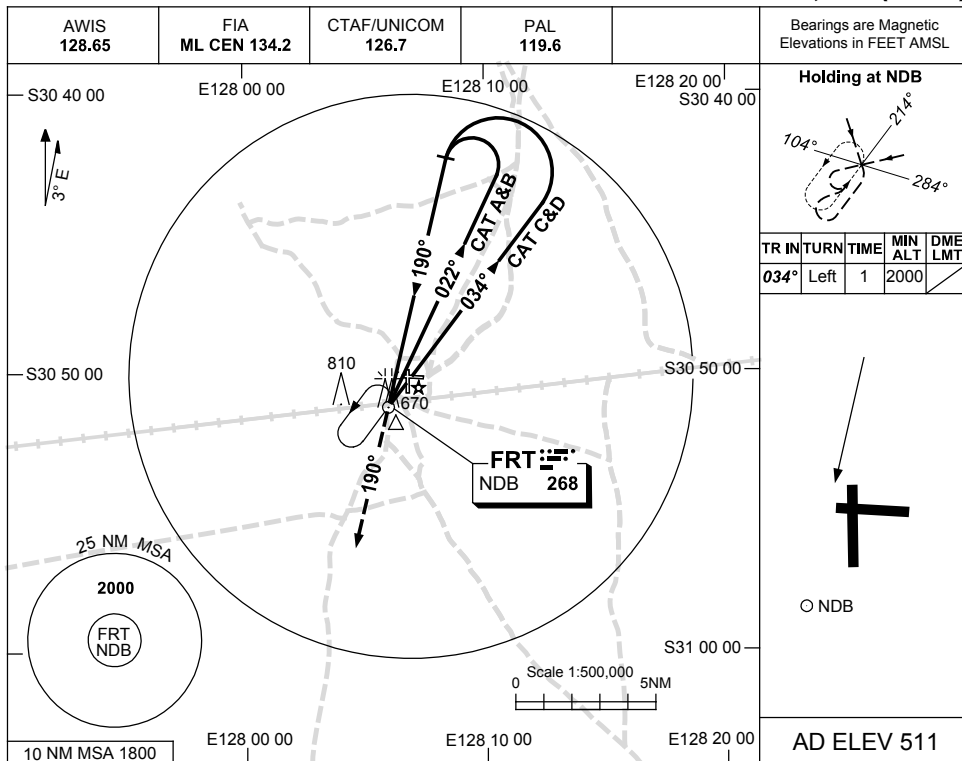 AWIS
128.65
FIA
ML CEN 134.2
CTAF/UNICOM
126.7
PAL
119.6
Bearings are Magnetic
Elevations in FEET AMSL
S30 40 00
E128 00 00
E128 10 00
E128 20 00
S30 40 00
3° E
CAT A&B
CAT C&D
190°
022°
034°
810
S30 50 00
S30 50 00
670
190°
FRT
NDB 268
25 NM MSA
2000
FRT
NDB
S31 00 00
Scale 1:500,000
0 5NM
E128 00 00
E128 10 00
E128 20 00
10 NM MSA 1800
Holding at NDB
214°
104°
284°
TR IN TURN TIME MIN ALT DME LMT
034° Left 1 2000
NDB
AD ELEV 511